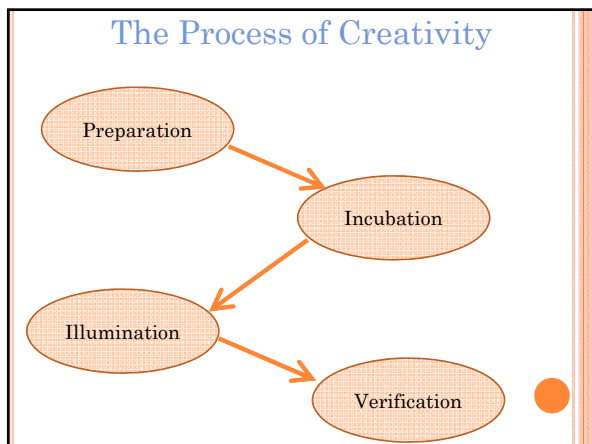 The Process of Creativity
Preparation
Incubation
Illumination
Verification